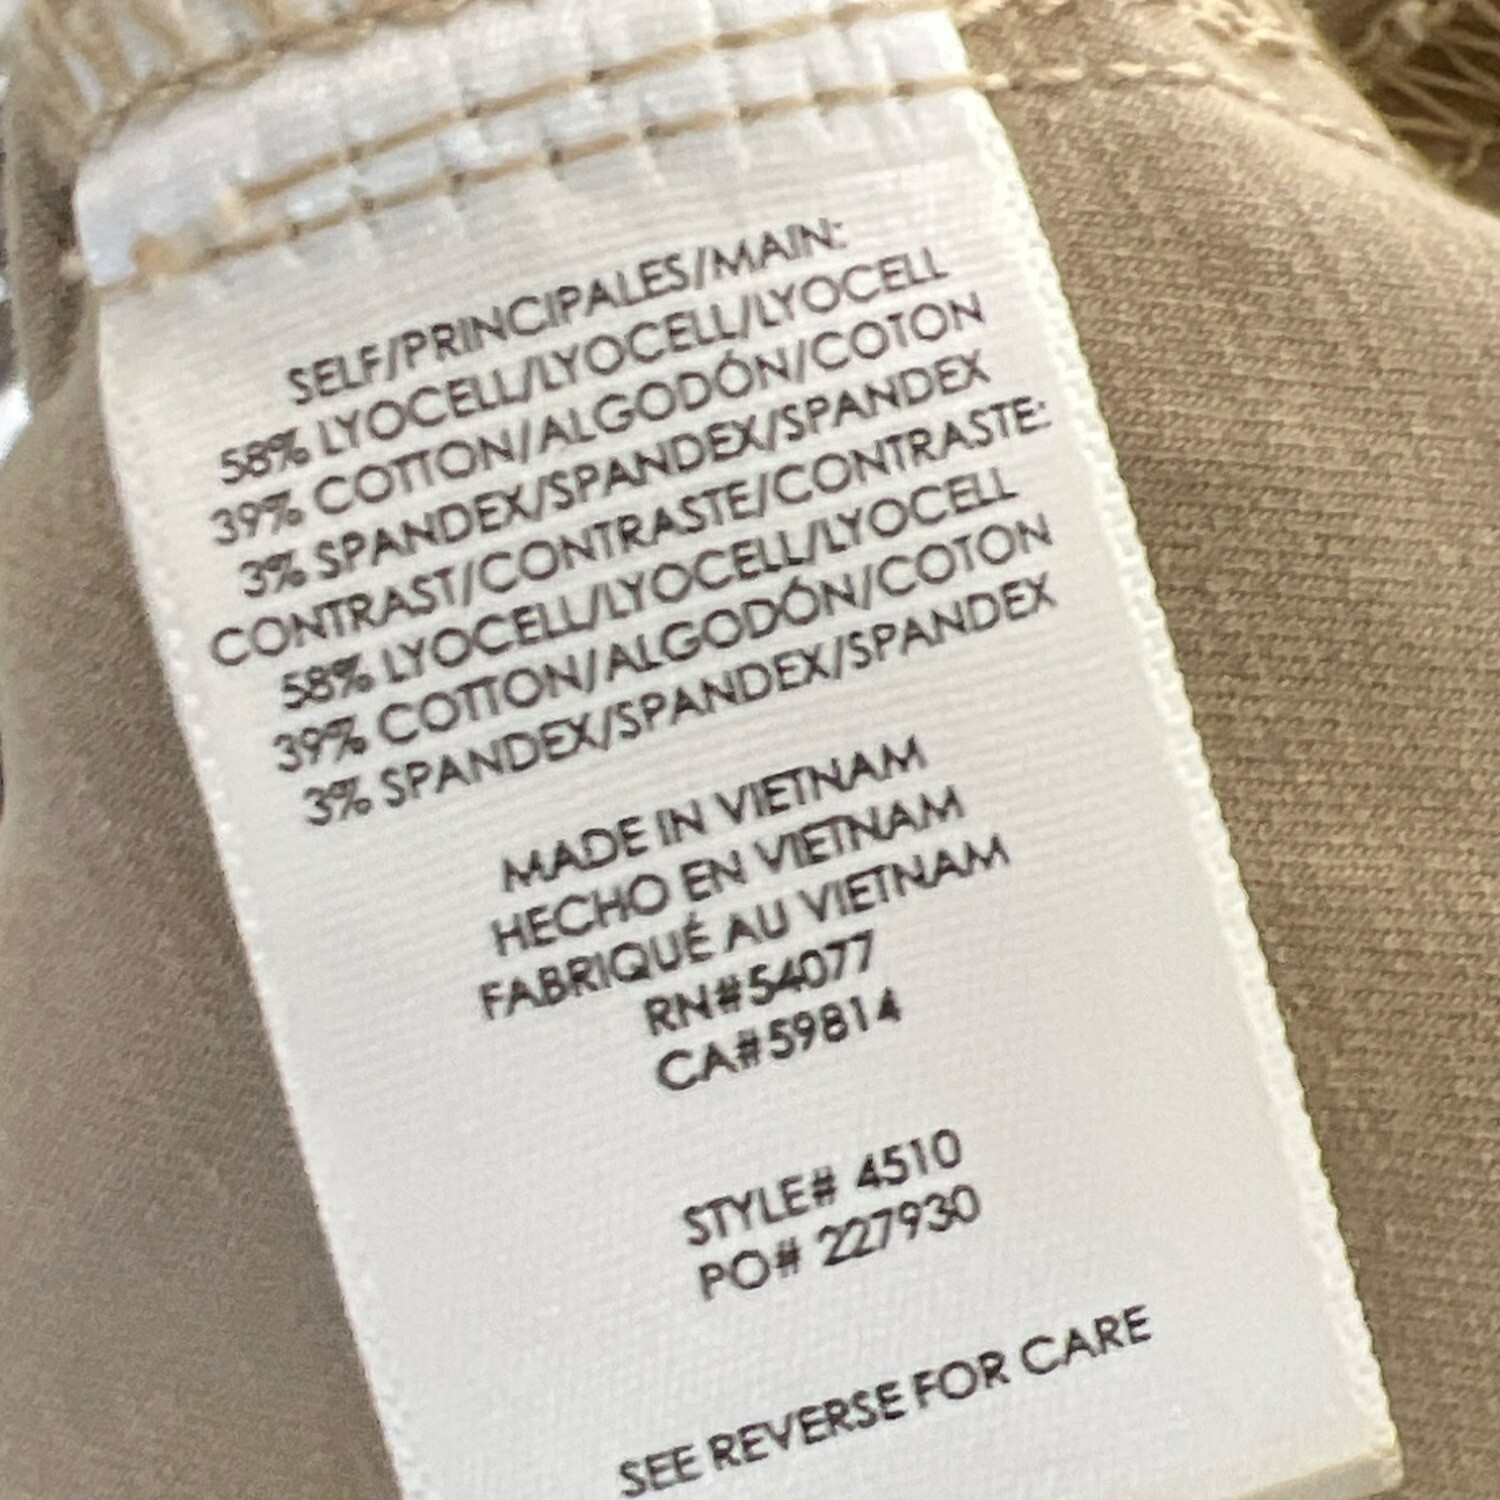 SELF/PRINCIPALES/MAIN:
58% LYOCELL/LYOCELL/LYOCELL
39% COTTON/ALGODÓN/COTON
3% SPANDEX/SPANDEX/SPANDEX
CONTRAST/CONTRASTE/CONTRASTE:
58% LYOCELL/LYOCELL/LYOCELL
39% COTTON/ALGODÓN/COTON
3% SPANDEX/SPANDEX/SPANDEX
MADE IN VIETNAM
HECHO EN VIETNAM
FABRIQUÉ AU VIETNAM
RN#54077
CA#59814
STYLE# 4510
PO# 227930
SEE REVERSE FOR CARE